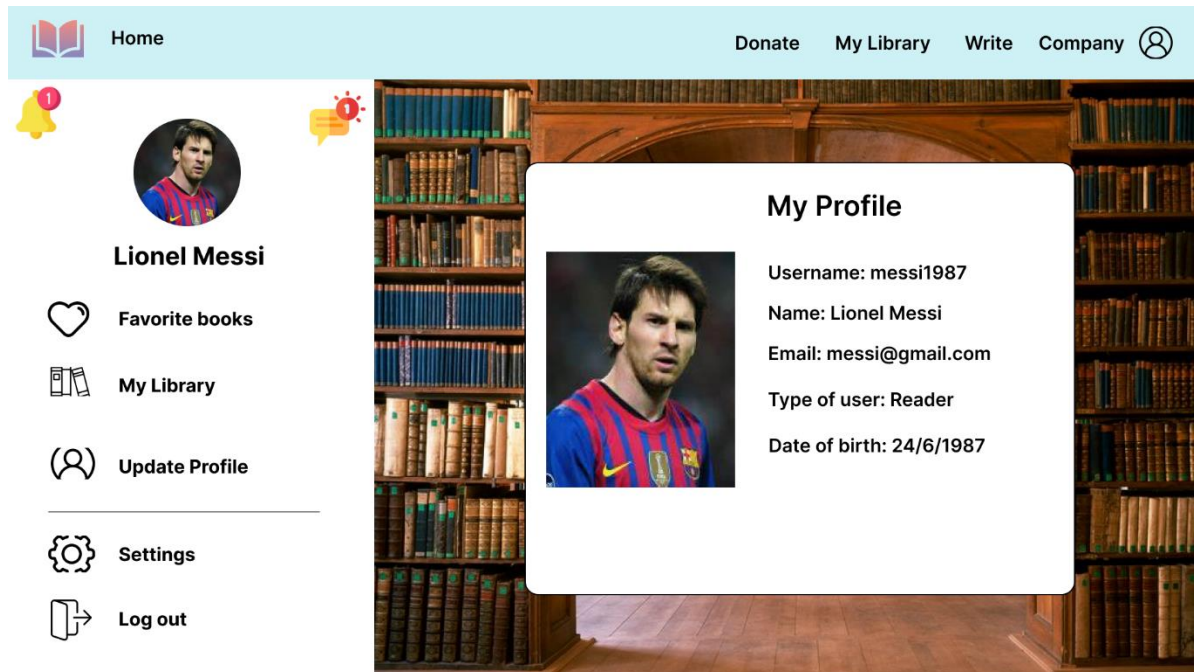 Home
Donate
My Library
Write
Company
1
1
Lionel Messi
Favorite books
My Library
Update Profile
Settings
Log out
My Profile
Username: messi1987
Name: Lionel Messi
Email: messi@gmail.com
Type of user: Reader
Date of birth: 24/6/1987